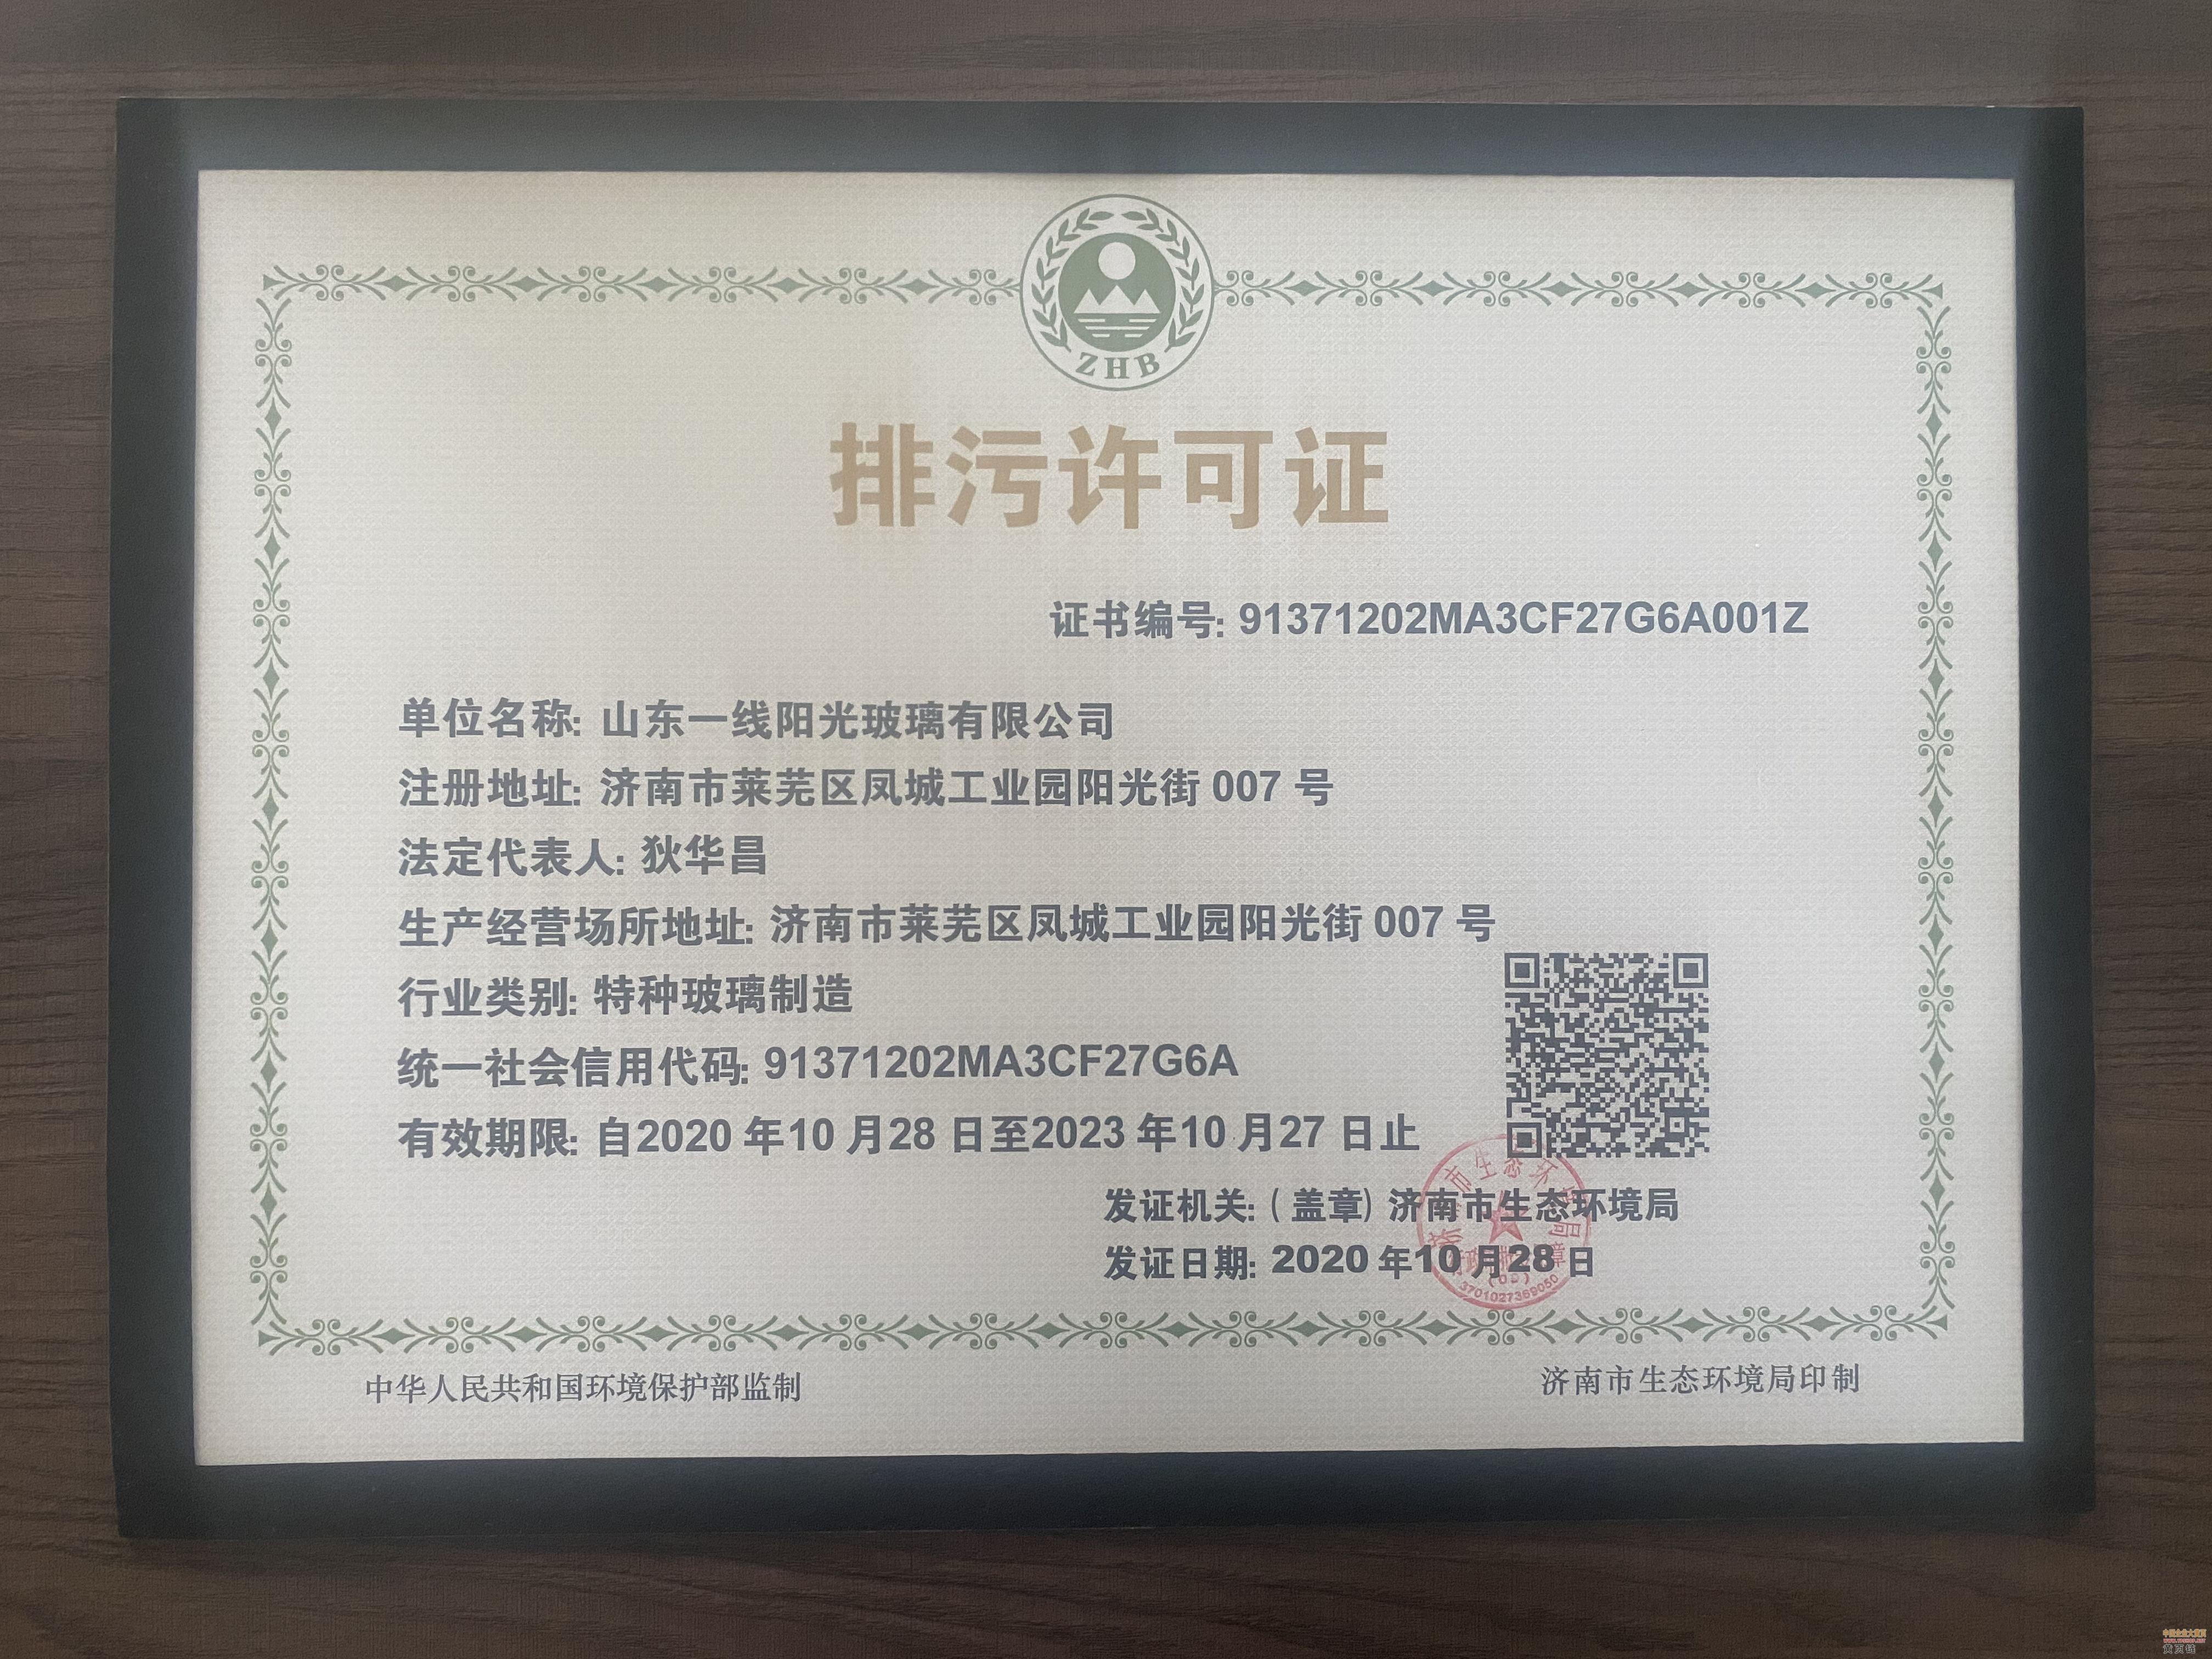 ZHB
排污许可证
证书编号: 91371202MA3CF27G6A001Z
单位名称: 山东一线阳光玻璃有限公司
注册地址: 济南市莱芜区凤城工业园阳光街 007 号
法定代表人: 狄华昌
生产经营场所地址: 济南市莱芜区凤城工业园阳光街 007 号
行业类别: 特种玻璃制造
统一社会信用代码: 91371202MA3CF27G6A
有效期限: 自2020 年10 月28 日至2023 年10 月27 日止
发证机关: (盖章) 济南市生态环境局
发证日期: 2020 年10 月28 日
3701027369050
中华人民共和国环境保护部监制
济南市生态环境局印制